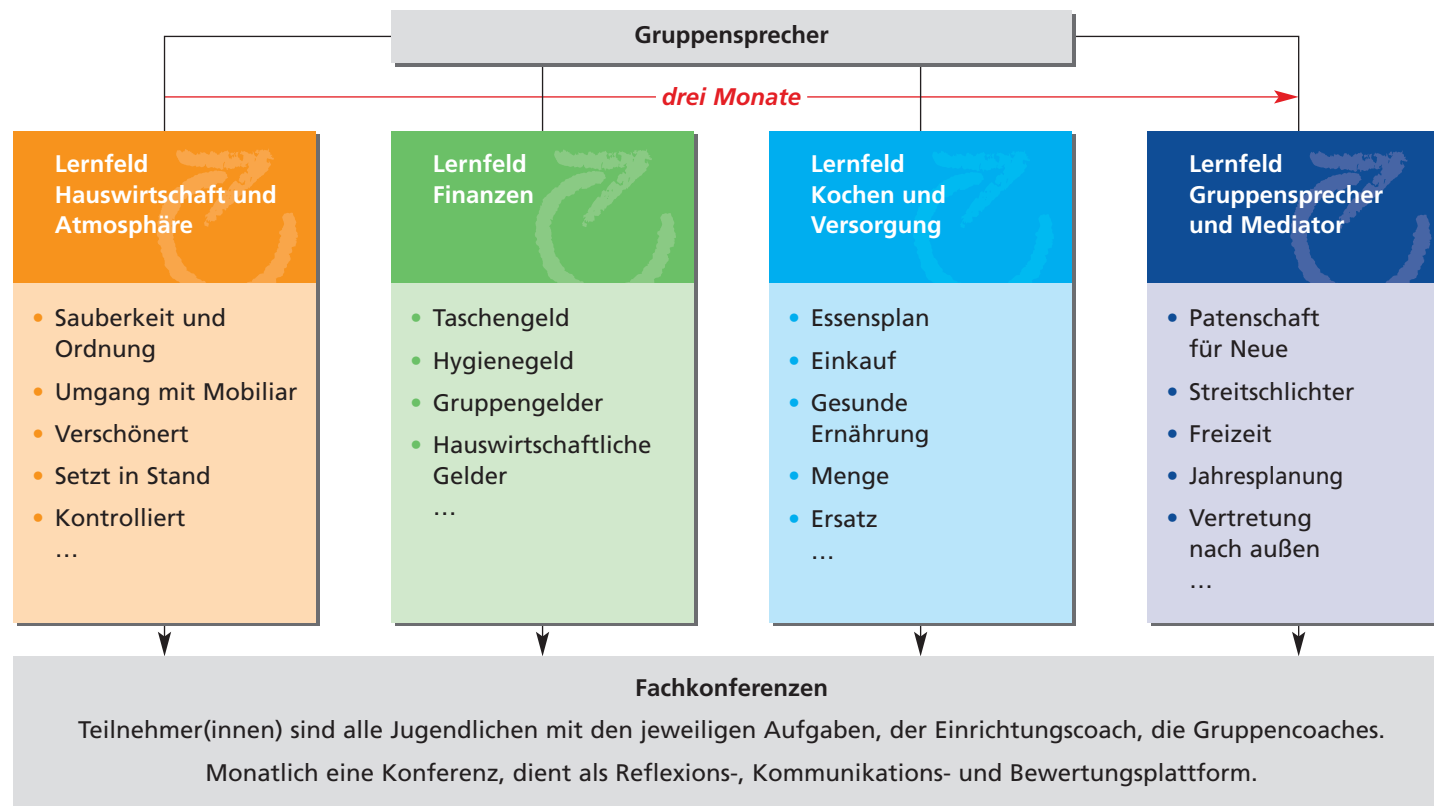 Gruppensprecher
drei Monate
Lernfeld
Hauswirtschaft und
Atmosphäre
• Sauberkeit und
Ordnung
• Umgang mit Mobiliar
• Verschönert
• Setzt in Stand
• Kontrolliert
…
Lernfeld
Finanzen
• Taschengeld
• Hygienegeld
• Gruppengelder
• Hauswirtschaftliche
Gelder
…
Lernfeld
Kochen und
Versorgung
• Essensplan
• Einkauf
• Gesunde
Ernährung
• Menge
• Ersatz
…
Lernfeld
Gruppensprecher
und Mediator
• Patenschaft
für Neue
• Streitschlichter
• Freizeit
• Jahresplanung
• Vertretung
nach außen
…
Fachkonferenzen
Teilnehmer(innen) sind alle Jugendlichen mit den jeweiligen Aufgaben, der Einrichtungscoach, die Gruppencoaches.
Monatlich eine Konferenz, dient als Reflexions-, Kommunikations- und Bewertungsplattform.